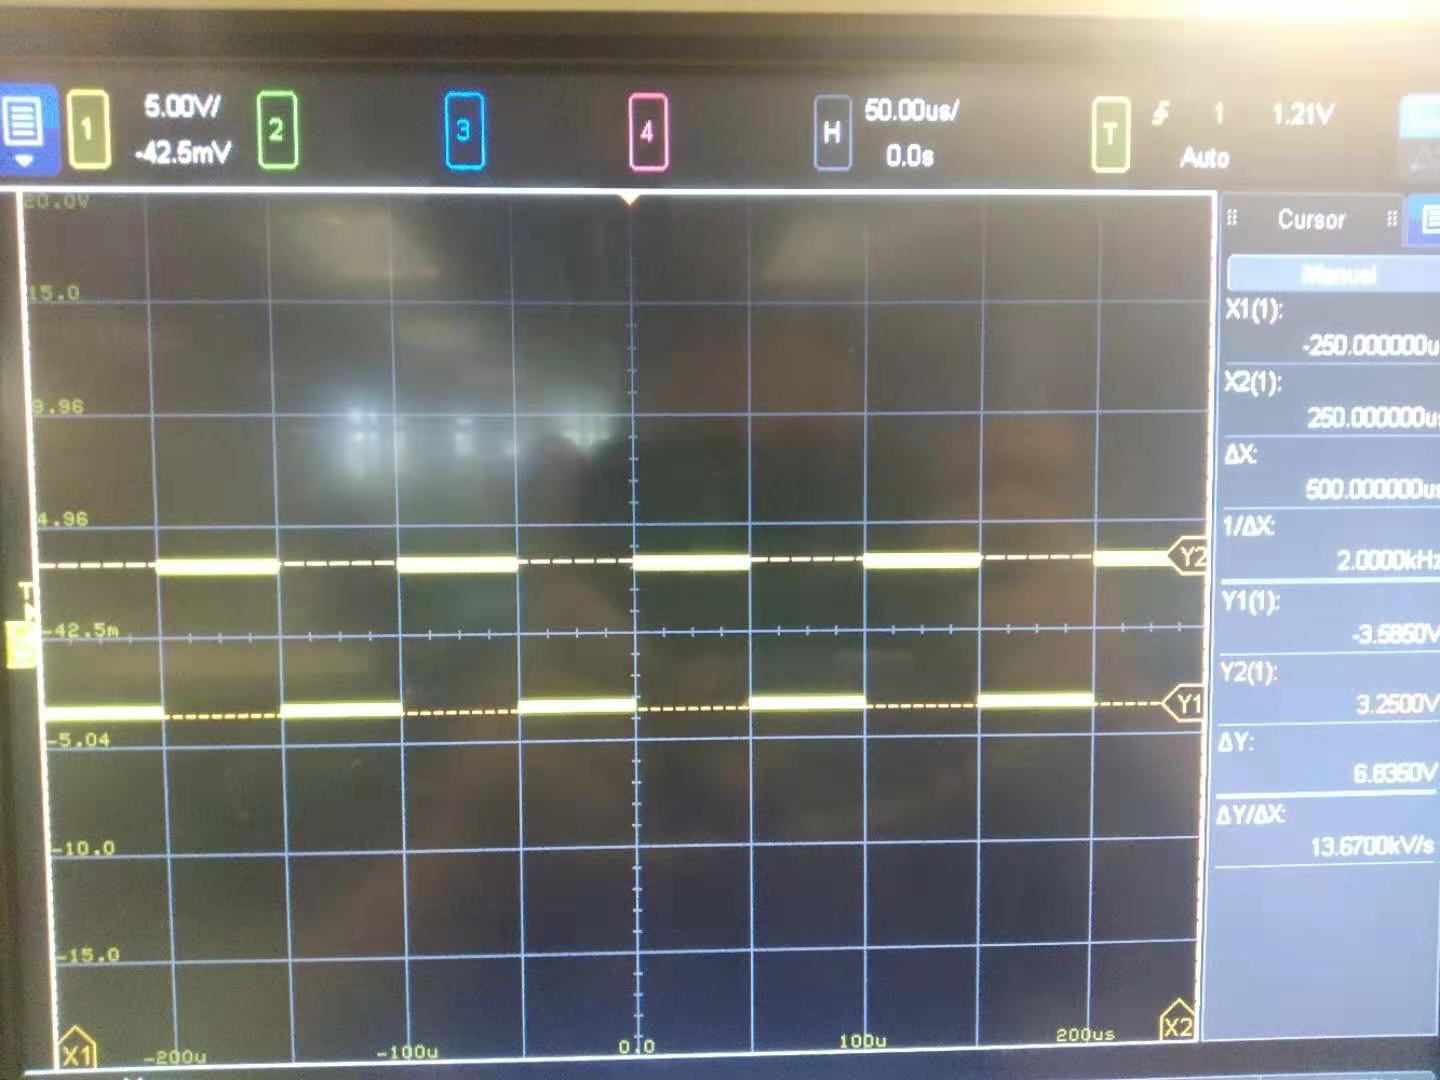 1
5.00V/
-42.5mV
2
3
4
H
50.00us/
0.0s
T
1
1.21V
Auto
20.0V
15.0
9.96
4.96
-42.5m
-5.04
-10.0
-15.0
Y2
Y1
X1
-200u
-100u
0.0
100u
200us
X2
Cursor
Manual
X1(1):
-250.000000u
X2(1):
250.000000us
ΔX:
500.000000us
1/ΔX:
2.0000kHz
Y1(1):
-3.5850V
Y2(1):
3.2500V
ΔY:
6.8350V
ΔY/ΔX:
13.6700kV/s